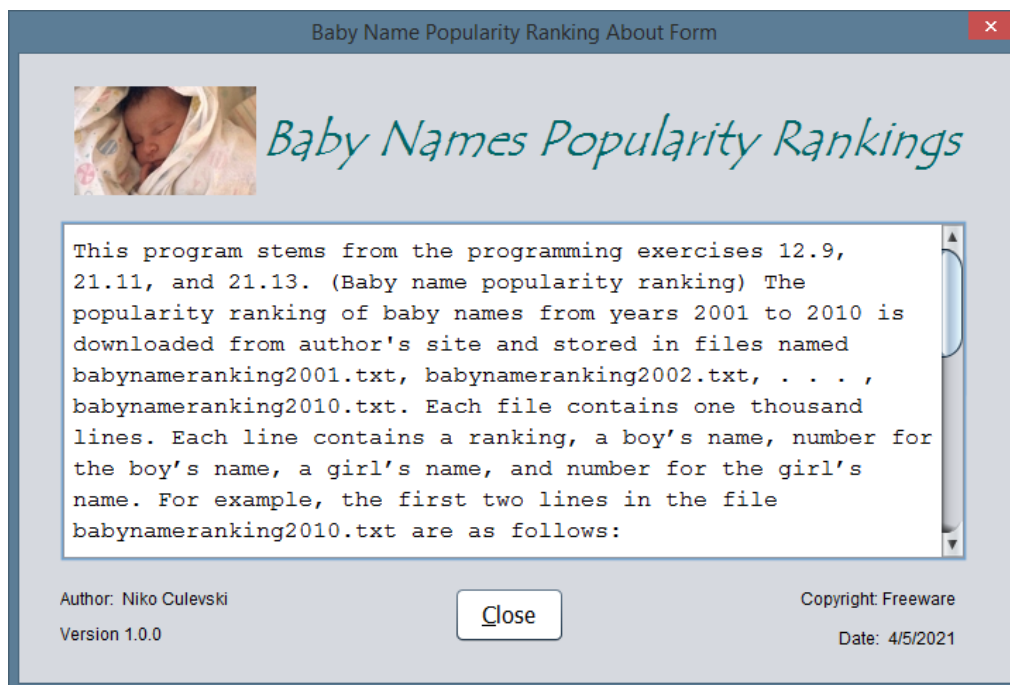 Baby Name Popularity Ranking About Form
Baby Names Popularity Rankings
This program stems from the programming exercises 12.9,
21.11, and 21.13. (Baby name popularity ranking) The
popularity ranking of baby names from years 2001 to 2010 is
downloaded from author's site and stored in files named
babynameranking2001.txt, babynameranking2002.txt, . . . ,
babynameranking2010.txt. Each file contains one thousand
lines. Each line contains a ranking, a boy’s name, number for
the boy’s name, a girl’s name, and number for the girl’s
name. For example, the first two lines in the file
babynameranking2010.txt are as follows:
Author: Niko Culevski
Version 1.0.0
Close
Copyright: Freeware
Date: 4/5/2021